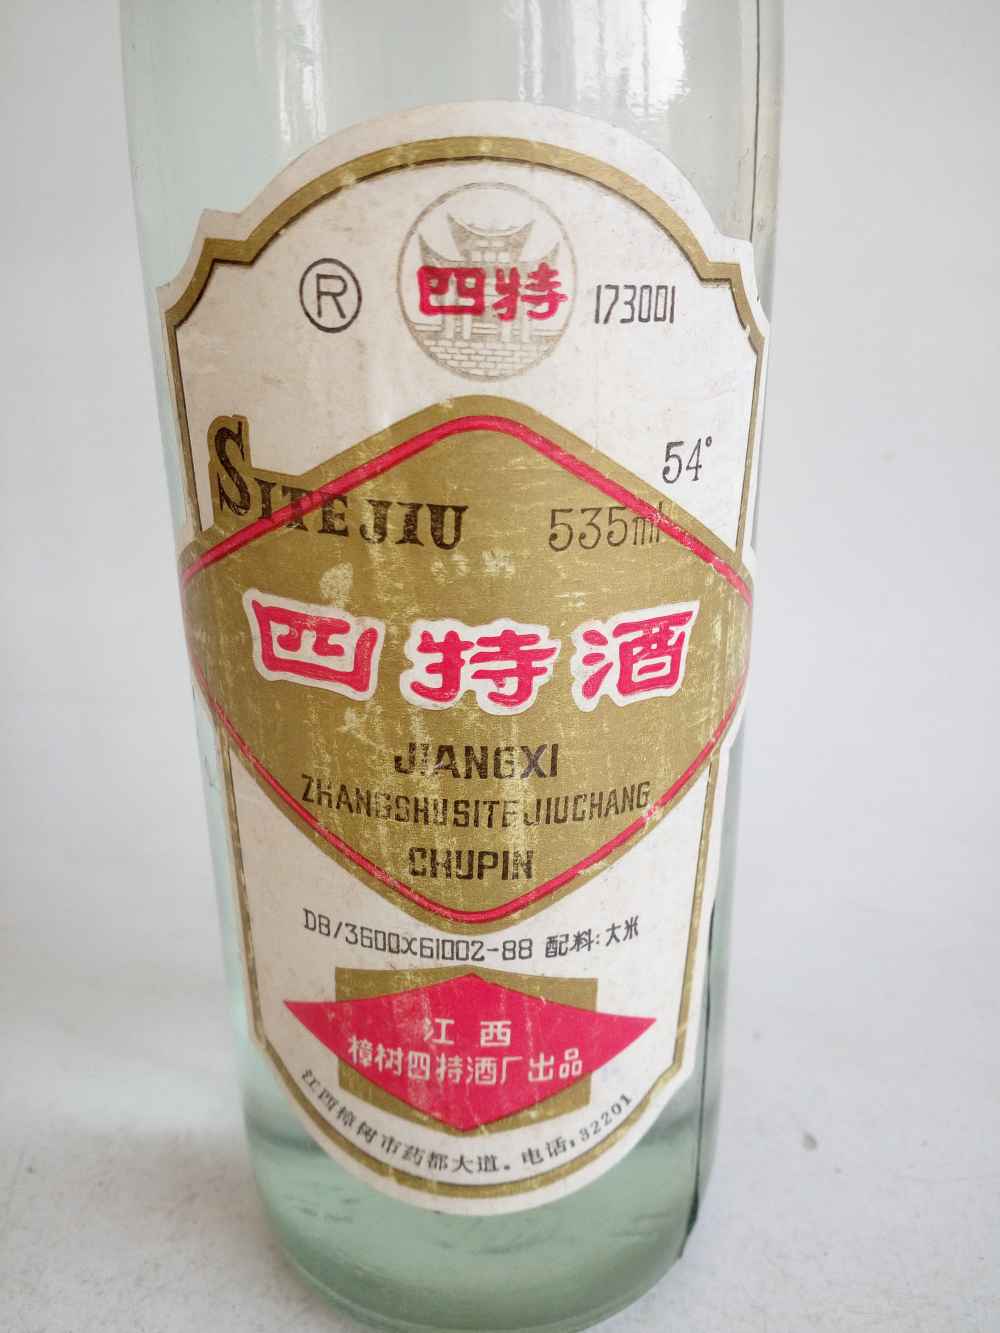 ®
四特
173001
54°
SITE JIU
535ml
四特酒
JIANGXI
ZHANGSHUSITEJIUCHANG
CHUPIN
DB/3600X61002-88 配料:大米
江西
樟树四特酒厂出品
江西樟树市药都大道。电话:32201